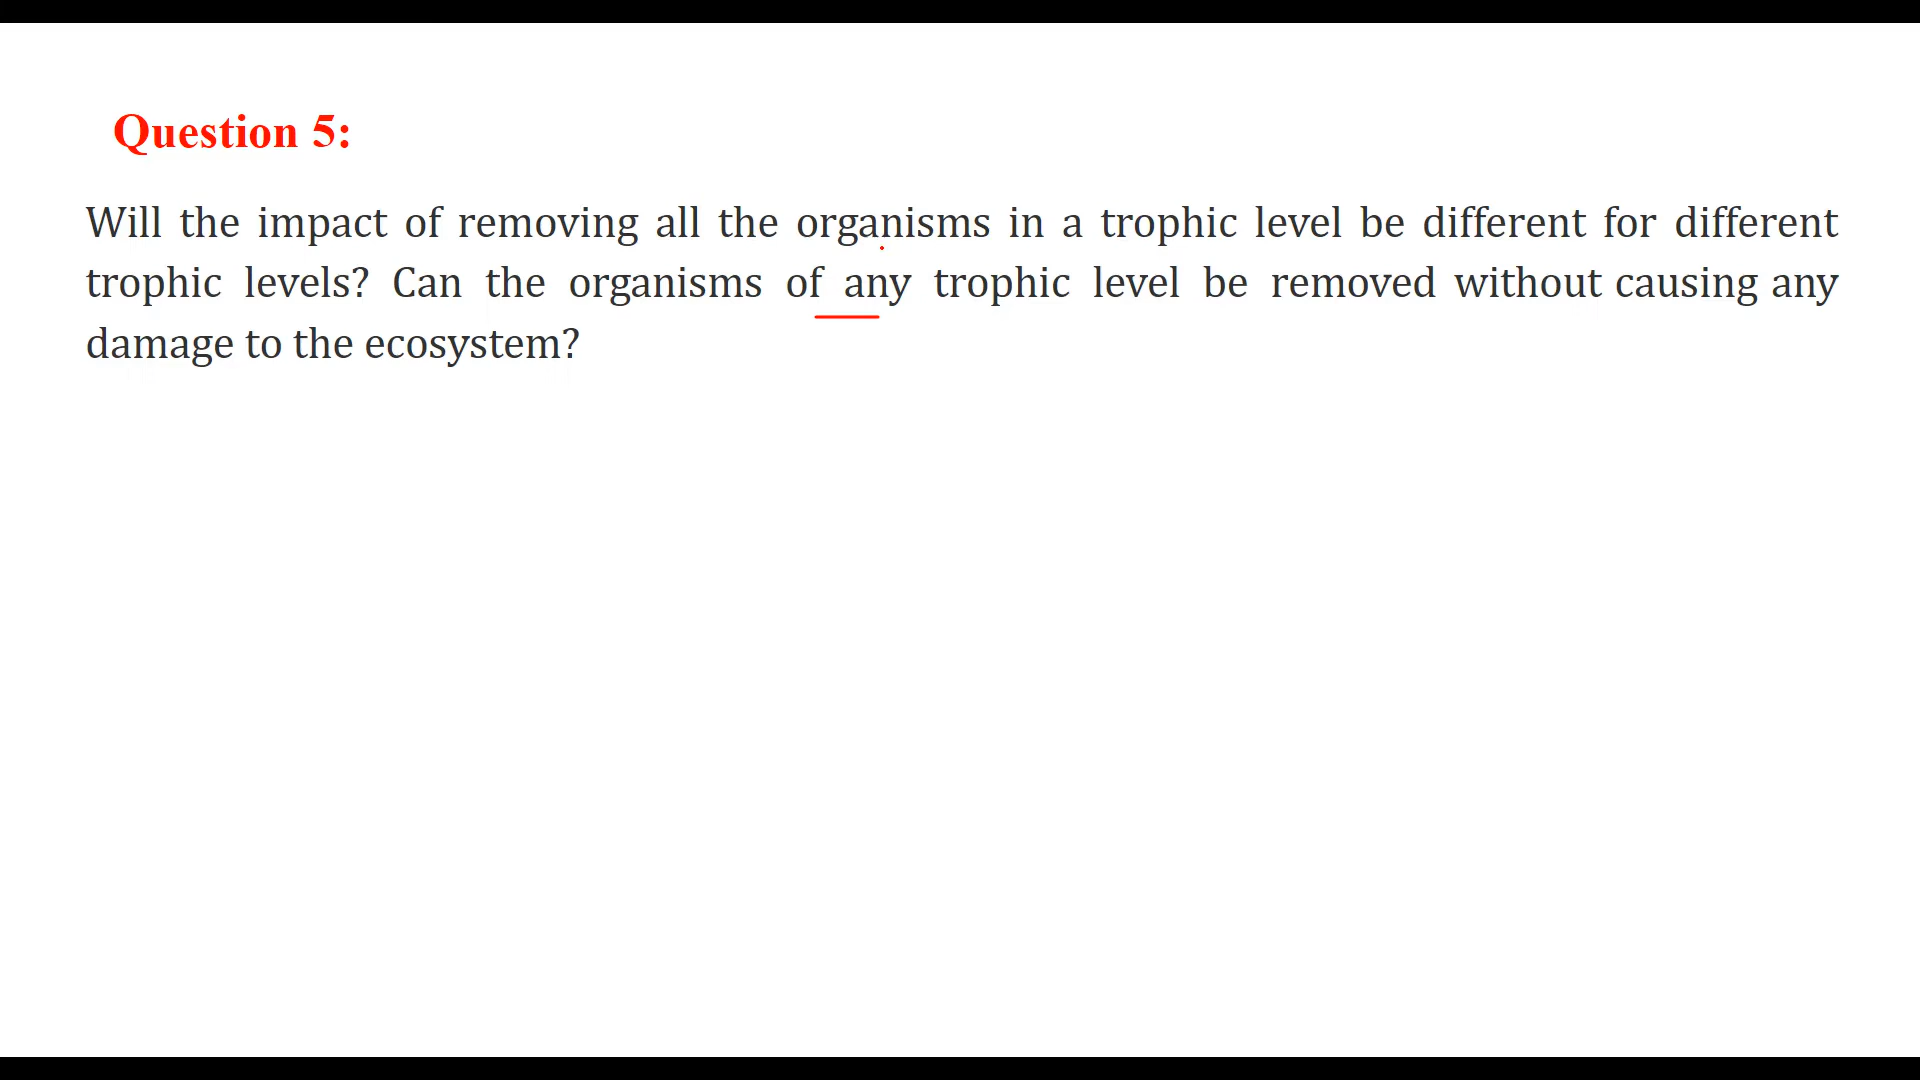 Question 5:
Will the impact of removing all the organisms in a trophic level be different for different
trophic levels? Can the organisms of any trophic level be removed without causing any
damage to the ecosystem?